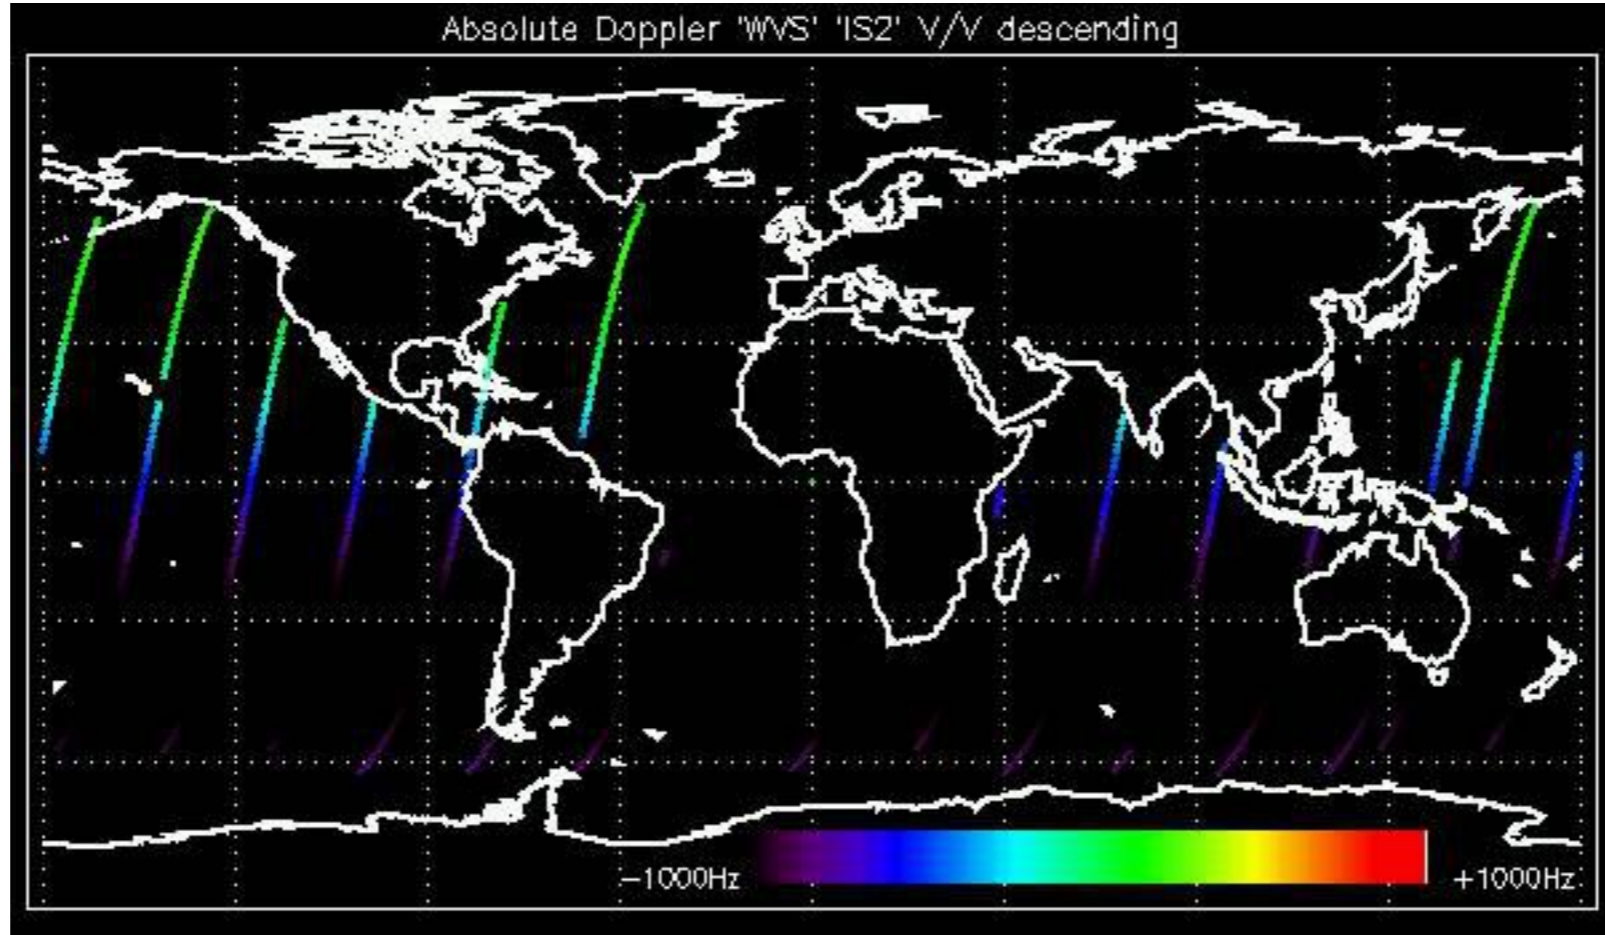 Absolute Doppler 'WVS' 'IS2' V/V descending
−1000Hz
+1000Hz